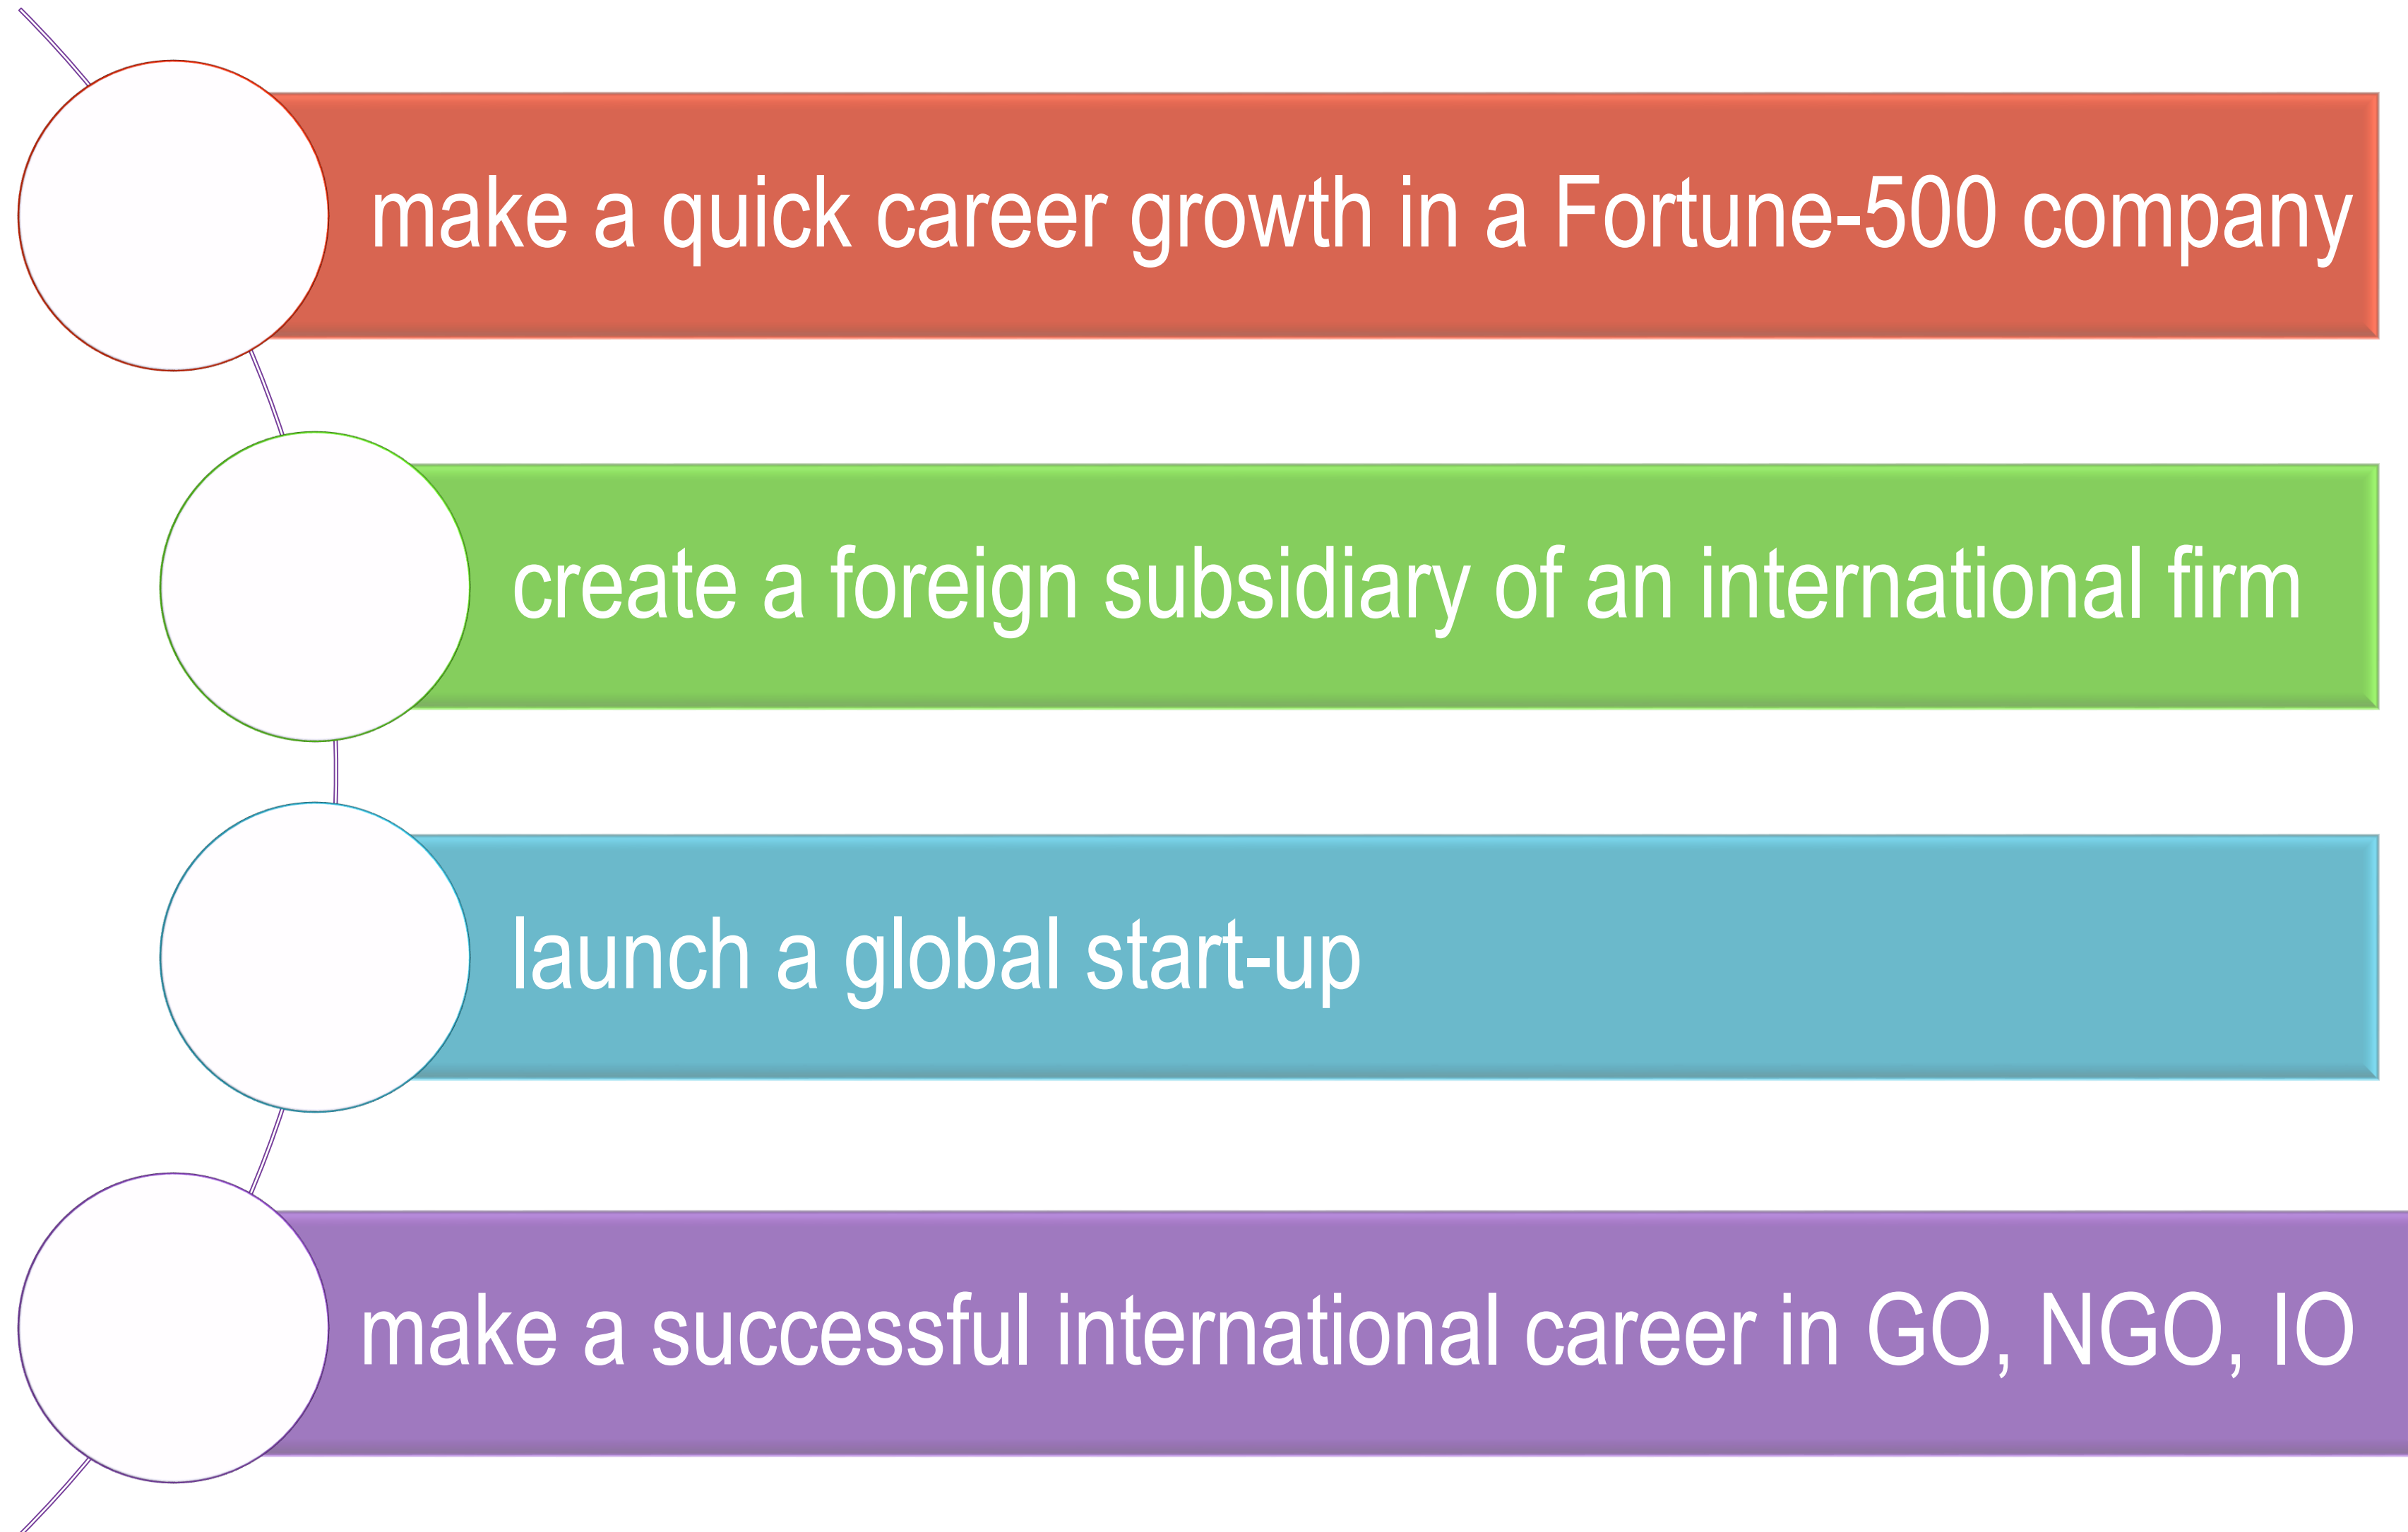 make a quick career growth in a Fortune-500 company
create a foreign subsidiary of an international firm
launch a global start-up
make a successful international career in GO, NGO, IO